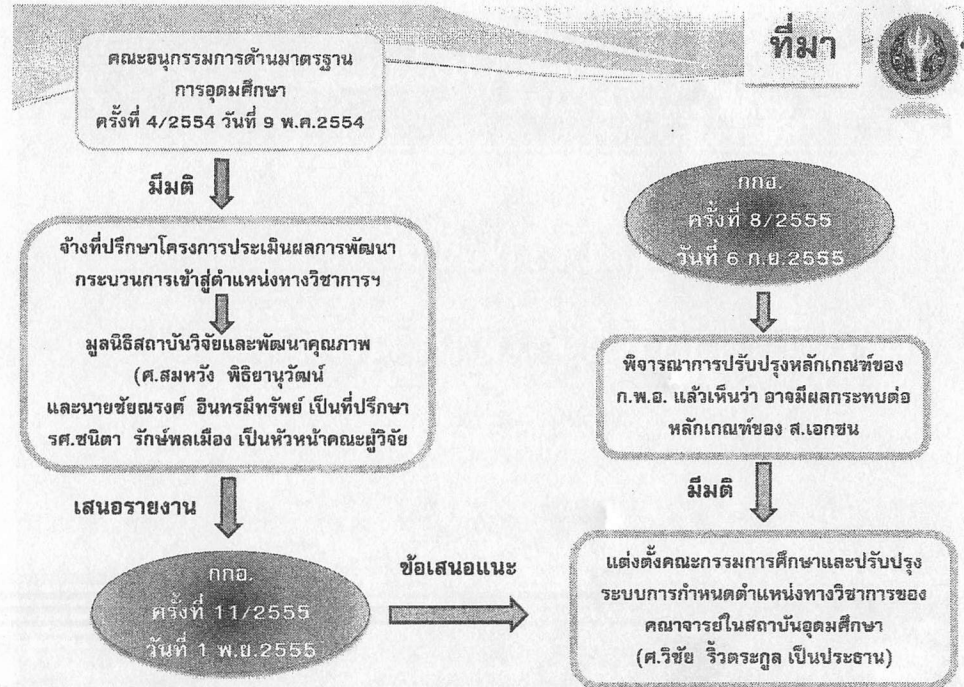 ที่มา
คณะอนุกรรมการด้านมาตรฐาน
การอุดมศึกษา
ครั้งที่ 4/2554 วันที่ 9 พ.ค.2554
มีมติ
จ้างที่ปรึกษาโครงการประเมินผลการพัฒนา
กระบวนการเข้าสู่ตำแหน่งทางวิชาการฯ
มูลนิธิสถาบันวิจัยและพัฒนาคุณภาพ
(ศ.สมหวัง พิธิยานุวัฒน์
และนายชัยณรงค์ อินทรมีทรัพย์ เป็นที่ปรึกษา
รศ.ชนิตา รักษ์พลเมือง เป็นหัวหน้าคณะผู้วิจัย
เสนอรายงาน
กกอ.
ครั้งที่ 11/2555
วันที่ 1 พ.ย.2555
ข้อเสนอแนะ
กกอ.
ครั้งที่ 8/2555
วันที่ 6 ก.ย.2555
พิจารณาการปรับปรุงหลักเกณฑ์ของ
ก.พ.อ. แล้วเห็นว่า อาจมีผลกระทบต่อ
หลักเกณฑ์ของ ส.เอกชน
มีมติ
แต่งตั้งคณะกรรมการศึกษาและปรับปรุง
ระบบการกำหนดตำแหน่งทางวิชาการของ
คณาจารย์ในสถาบันอุดมศึกษา
(ศ.วิชัย ริ้วตระกูล เป็นประธาน)